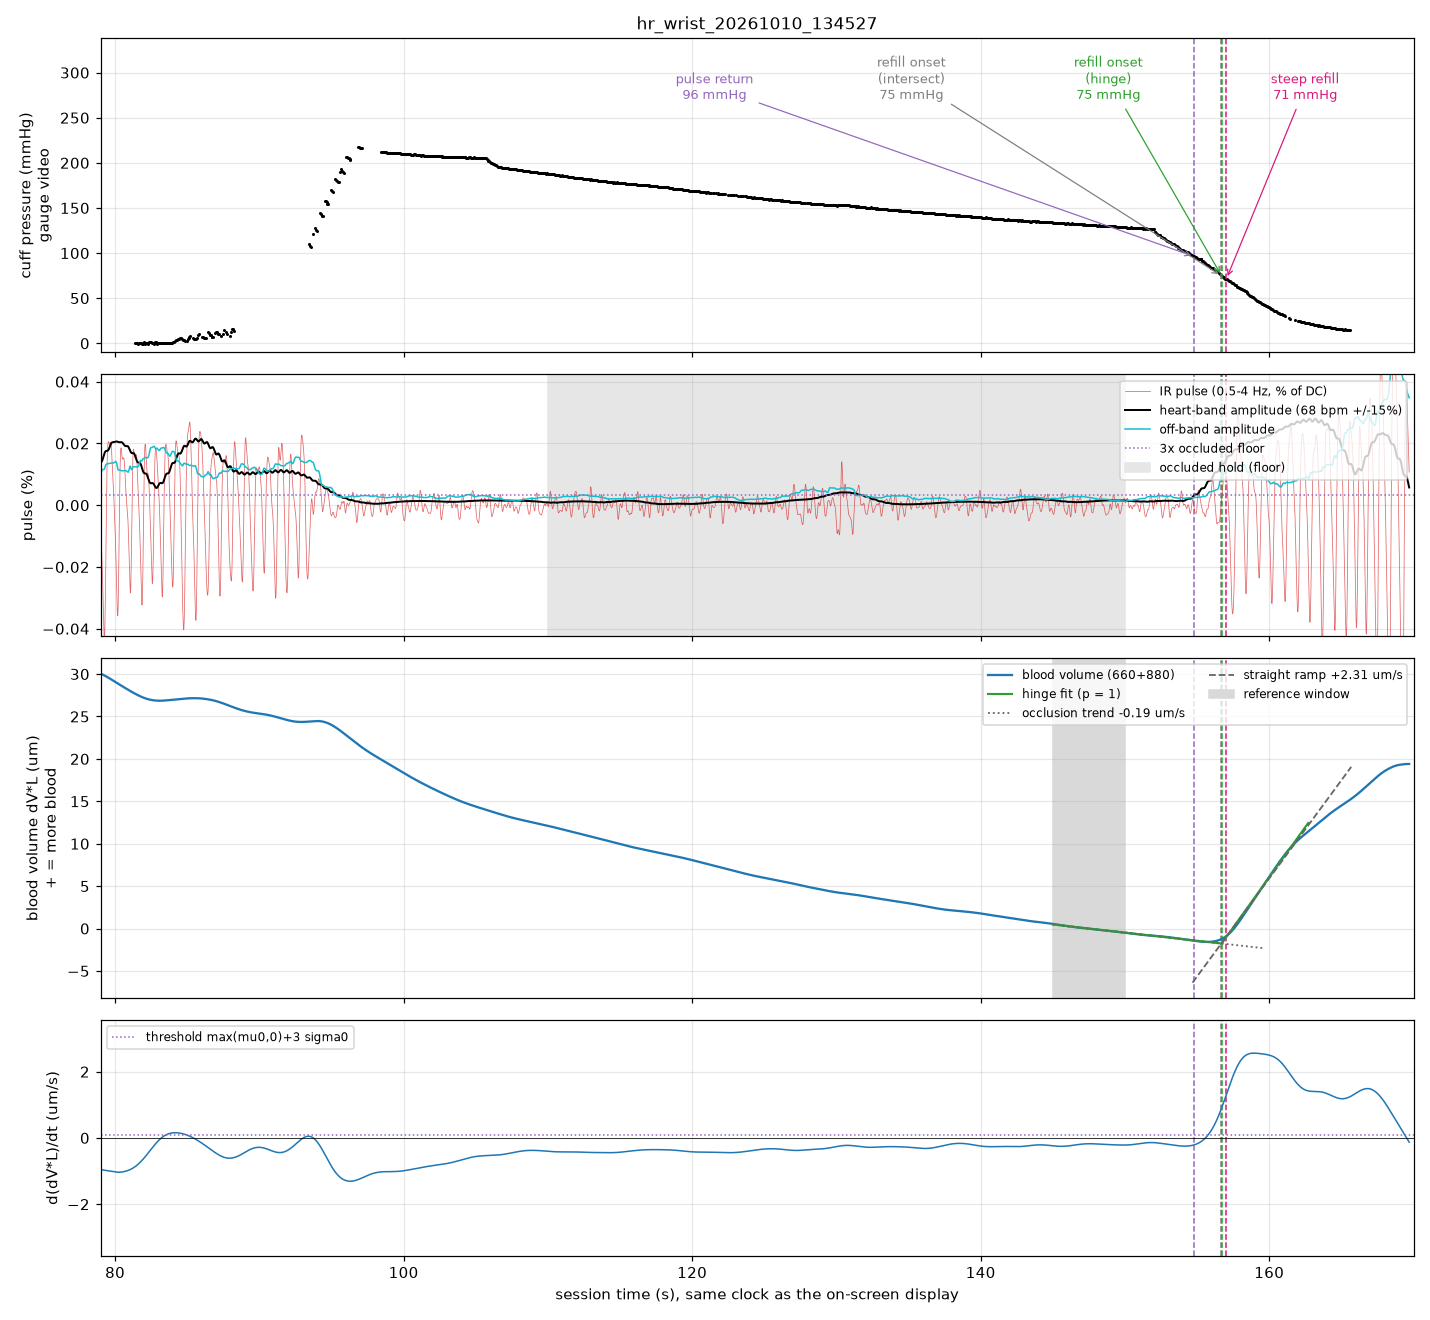 hr_wrist_20261010_134527
cuff pressure (mmHg)
gauge video
300
250
200
150
100
50
0
pulse return
96 mmHg
refill onset
(intersect)
75 mmHg
refill onset
(hinge)
75 mmHg
steep refill
71 mmHg
pulse (%)
0.04
0.02
0.00
−0.02
−0.04
IR pulse (0.5-4 Hz, % of DC)
heart-band amplitude (68 bpm +/-15%)
off-band amplitude
3x occluded floor
occluded hold (floor)
blood volume dV*L (um)
+ = more blood
30
25
20
15
10
5
0
−5
blood volume (660+880)
hinge fit (p = 1)
occlusion trend -0.19 um/s
straight ramp +2.31 um/s
reference window
d(dV*L)/dt (um/s)
2
0
−2
threshold max(mu0,0)+3 sigma0
80 100 120 140 160
session time (s), same clock as the on-screen display